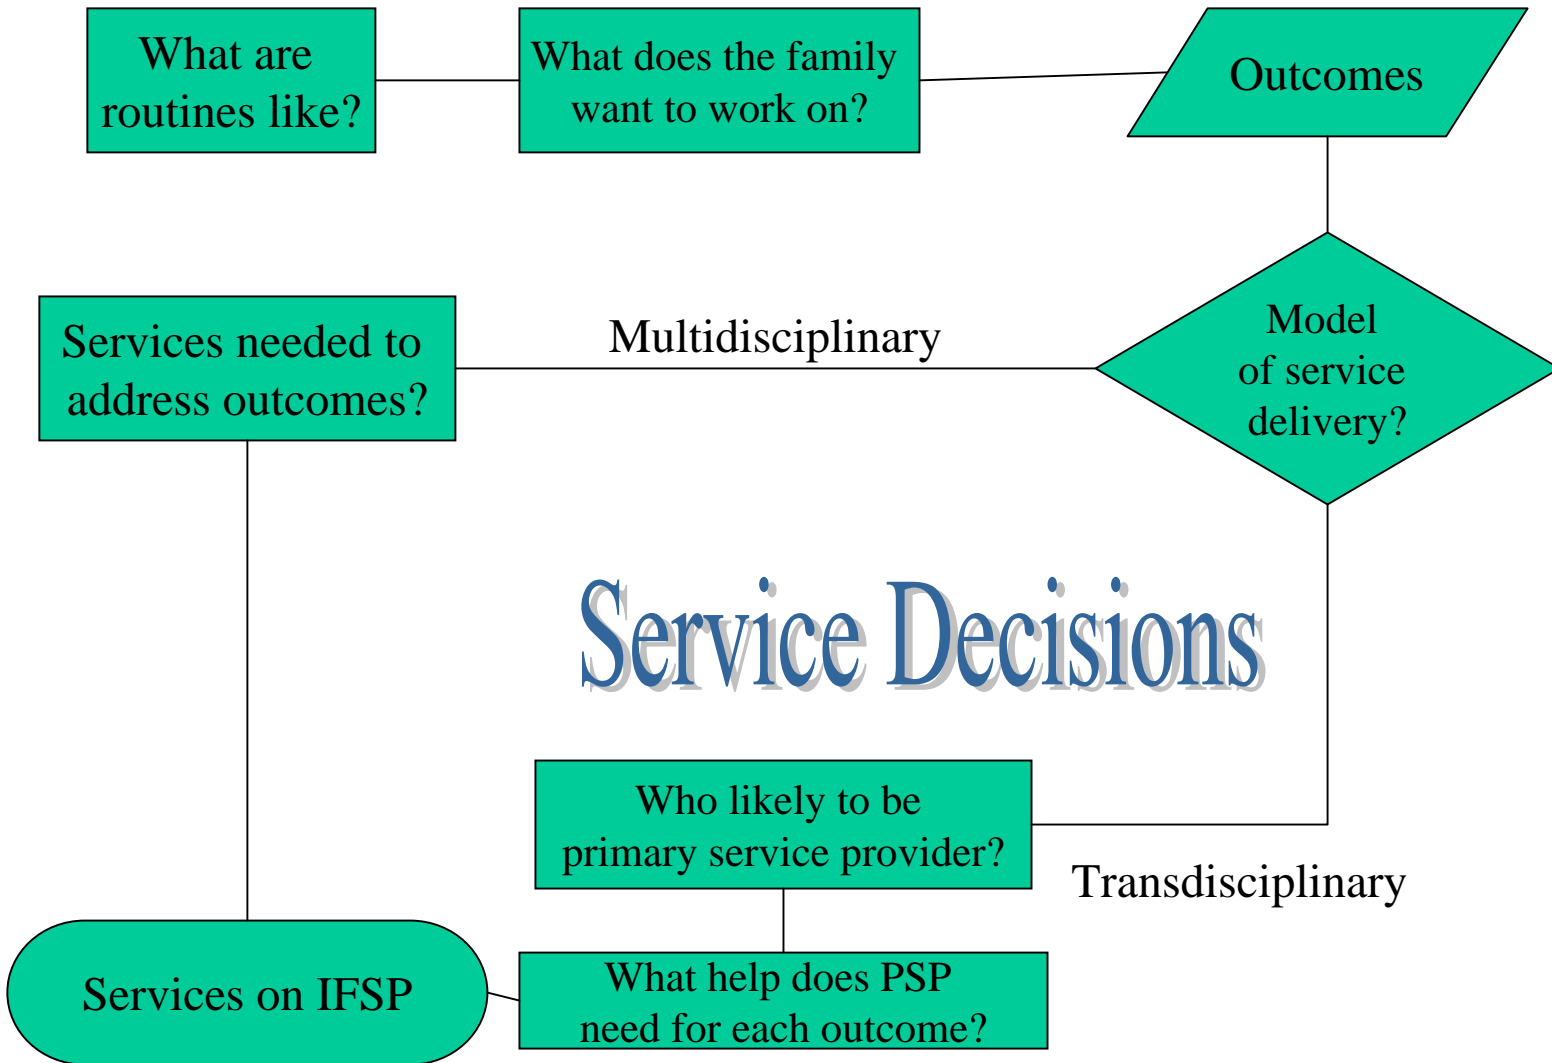 What are
routines like?
What does the family
want to work on?
Outcomes
Model
of service
delivery?
Multidisciplinary
Services needed to
address outcomes?
Service Decisions
Who likely to be
primary service provider?
Transdisciplinary
What help does PSP
need for each outcome?
Services on IFSP